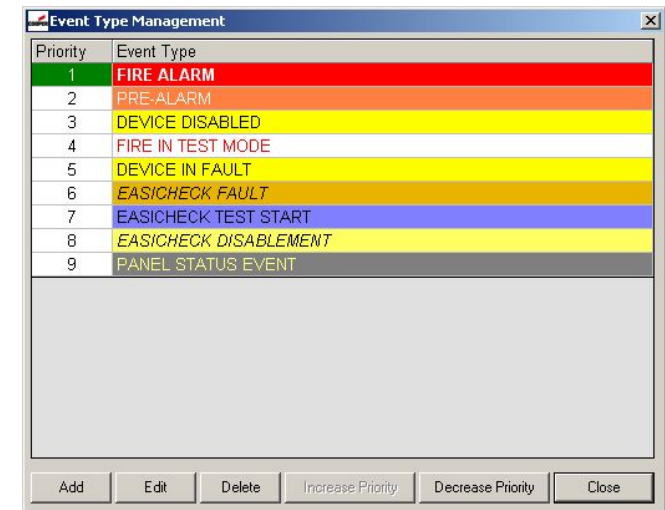 COOPER Event Type Management
Priority Event Type
1 FIRE ALARM
2 PRE-ALARM
3 DEVICE DISABLED
4 FIRE IN TEST MODE
5 DEVICE IN FAULT
6 EASICHECK FAULT
7 EASICHECK TEST START
8 EASICHECK DISABLEMENT
9 PANEL STATUS EVENT
Add Edit Delete Increase Priority Decrease Priority Close